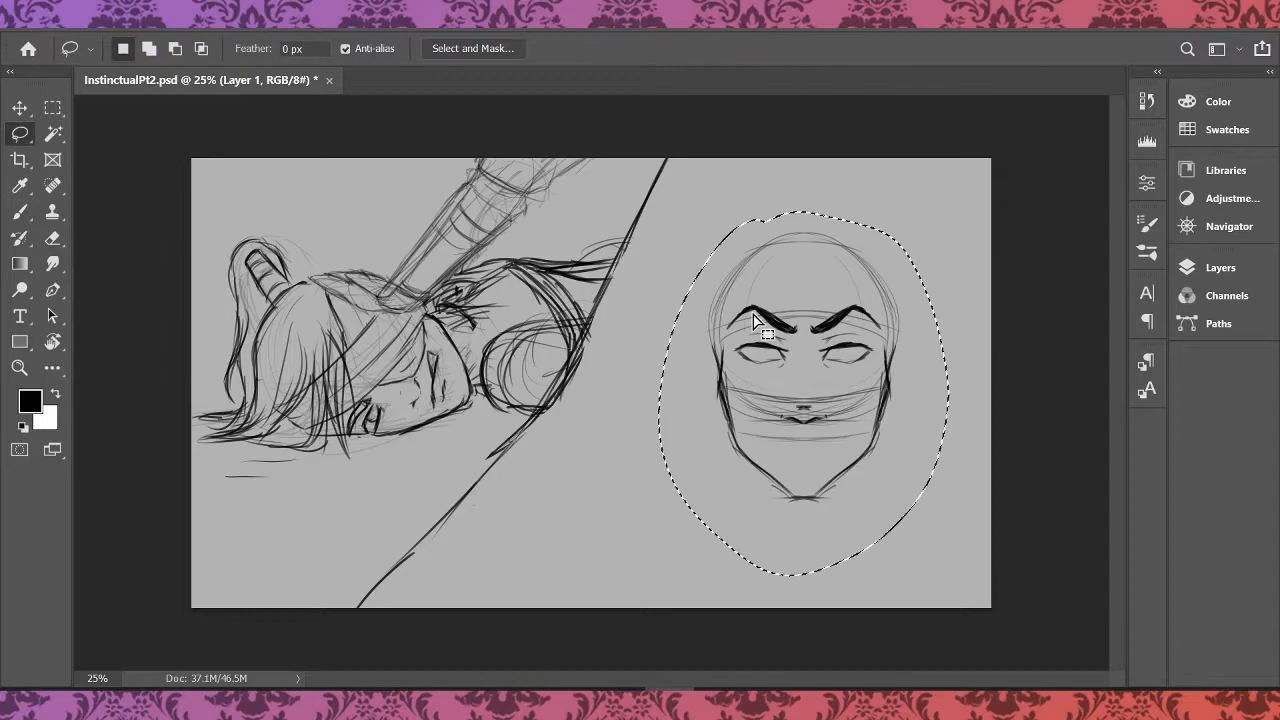 Feather: 0 px Anti-alias Select and Mask...
InstinctualPt2.psd @ 25% (Layer 1, RGB/8#) * ×
Color
Swatches
Libraries
Adjustme...
Navigator
Layers
Channels
Paths
25% Doc: 37.1M/46.5M